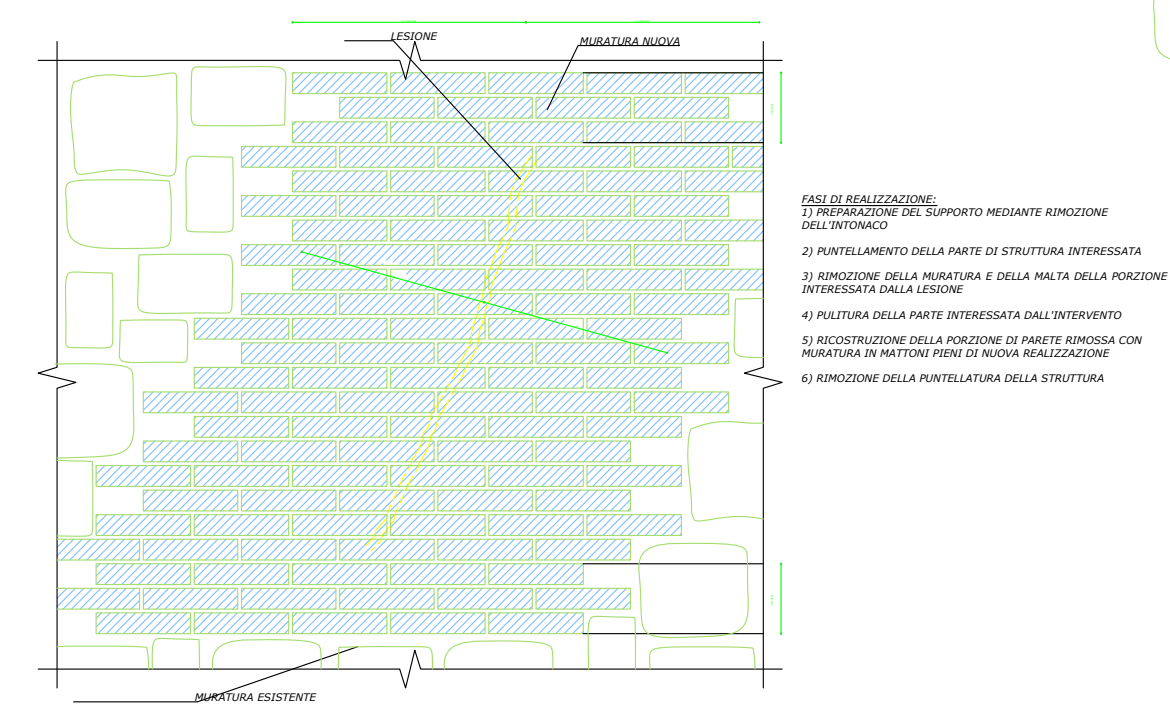 LESIONE
MURATURA NUOVA
FASI DI REALIZZAZIONE:
1) PREPARAZIONE DEL SUPPORTO MEDIANTE RIMOZIONE
DELL'INTONACO
2) PUNTELLAMENTO DELLA PARTE DI STRUTTURA INTERESSATA
3) RIMOZIONE DELLA MURATURA E DELLA MALTA DELLA PORZIONE
INTERESSATA DALLA LESIONE
4) PULITURA DELLA PARTE INTERESSATA DALL'INTERVENTO
5) RICOSTRUZIONE DELLA PORZIONE DI PARETE RIMOSSA CON
MURATURA IN MATTONI PIENI DI NUOVA REALIZZAZIONE
6) RIMOZIONE DELLA PUNTELLATURA DELLA STRUTTURA
MURATURA ESISTENTE